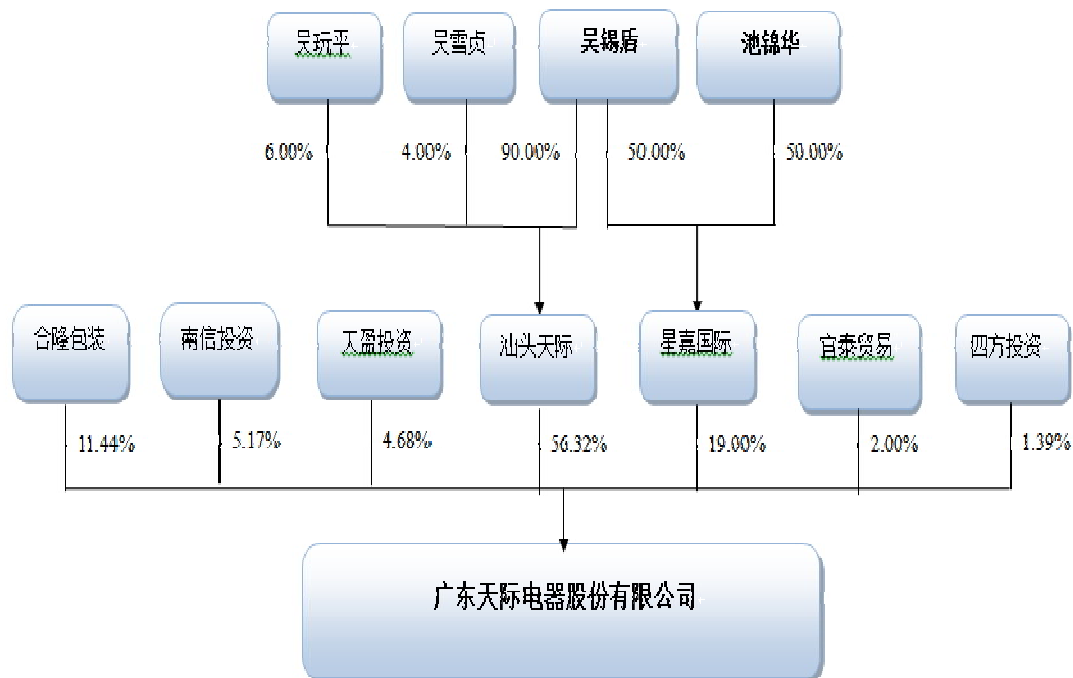 吴玩平
吴雪贞
吴锡盾
池锦华
6.00%
4.00%
90.00%
50.00%
50.00%
合隆包装
南信投资
天盈投资
汕头天际
星嘉国际
宜泰贸易
四方投资
11.44%
5.17%
4.68%
56.32%
19.00%
2.00%
1.39%
广东天际电器股份有限公司